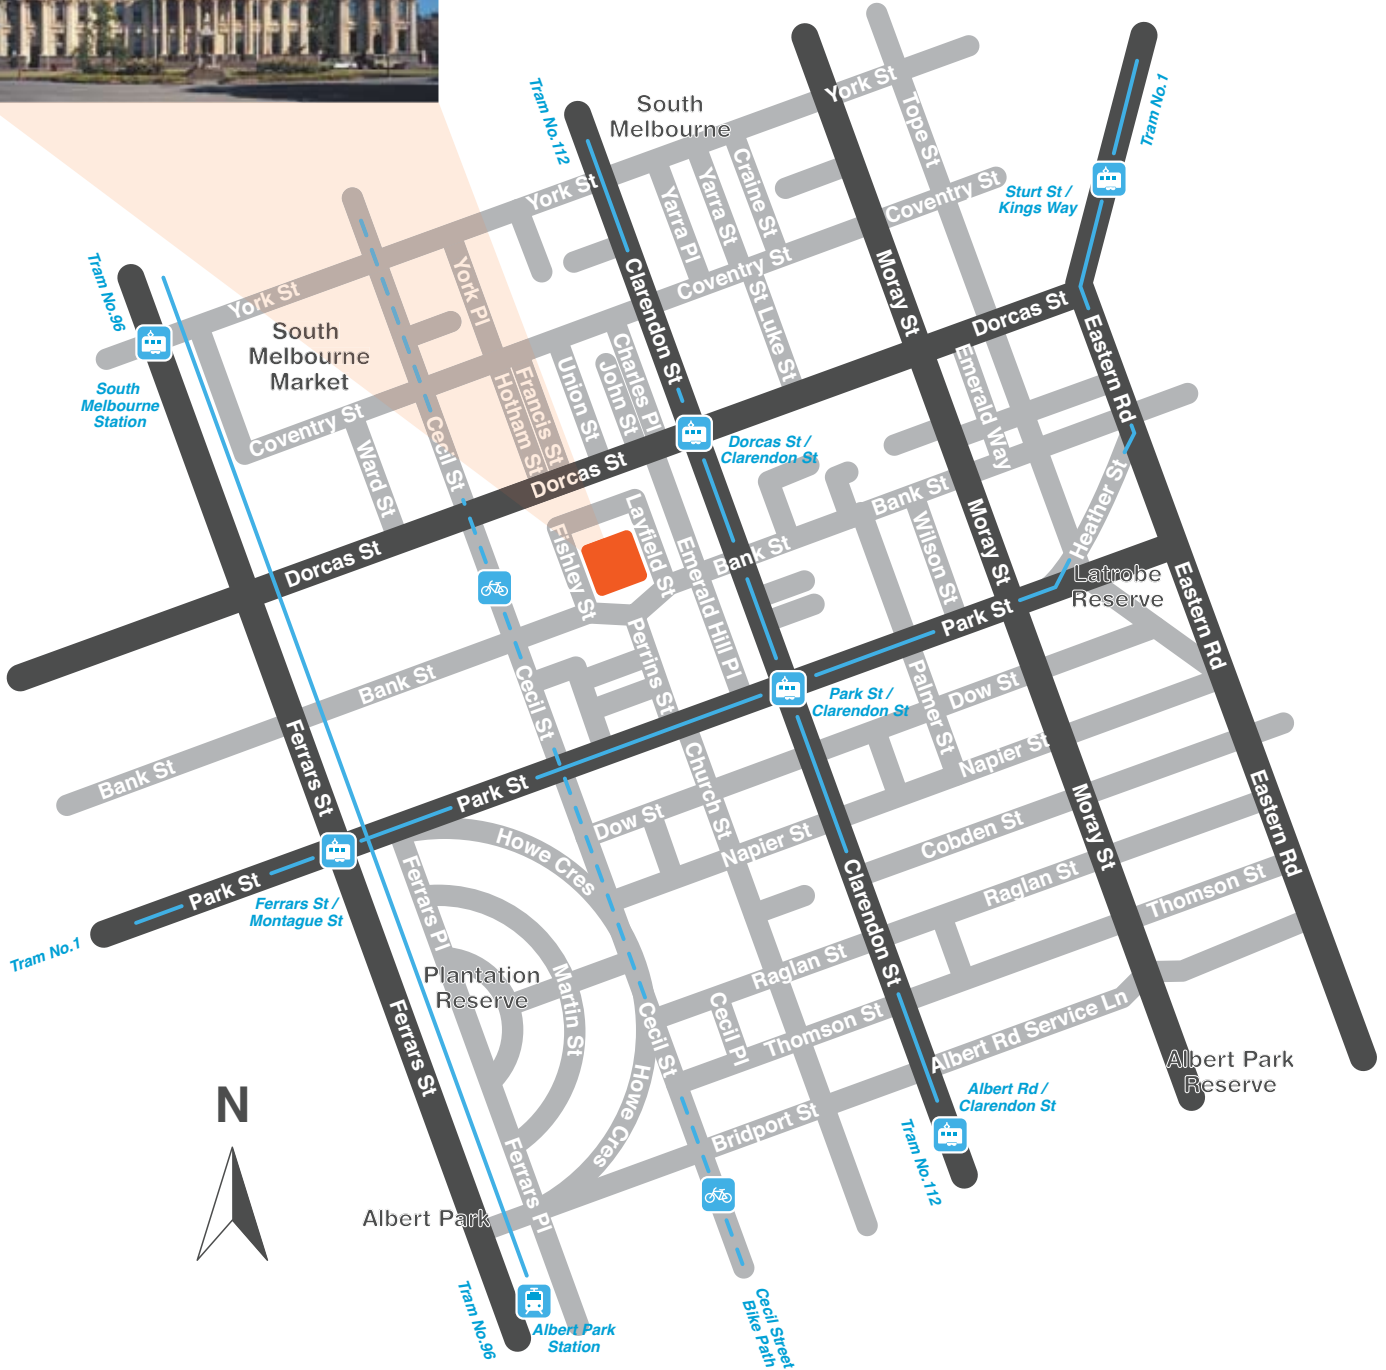 South
Melbourne
York St
Tope St
Tram No.1
Tram No.112
Sturt St /
Kings Way
Craine St
Yarra St
Yarra Pl
Coventry St
York St
Coventry St
Clarendon St
Moray St
Tram No.96
York St
York Pl
South
Melbourne
Market
St Luke St
Dorcas St
Eastern Rd
Emerald Way
South
Melbourne
Station
Charles Pl
John St
Union St
Francis St
Hotham St
Coventry St
Cecil St
Ward St
Dorcas St
Dorcas St /
Clarendon St
Bank St
Heather St
Moray St
Wilson St
Layfield St
Fishley St
Emerald Hill Pl
Bank St
Dorcas St
Latrobe
Reserve
Eastern Rd
Park St
Perrins St
Cecil St
Bank St
Palmer St
Dow St
Park St /
Clarendon St
Bank St
Ferrars St
Park St
Church St
Napier St
Moray St
Eastern Rd
Dow St
Napier St
Cobden St
Howe Cres
Ferrars Pl
Park St
Ferrars St /
Montague St
Tram No.1
Clarendon St
Raglan St
Thomson St
Plantation
Reserve
Martin St
Raglan St
Cecil St
Cecil Pl
Thomson St
Albert Rd Service Ln
Ferrars St
Albert Park
Reserve
N
Howe Cres
Bridport St
Albert Rd /
Clarendon St
Tram No.112
Ferrars Pl
Albert Park
Tram No.96
Albert Park
Station
Cecil Street
Bike Path